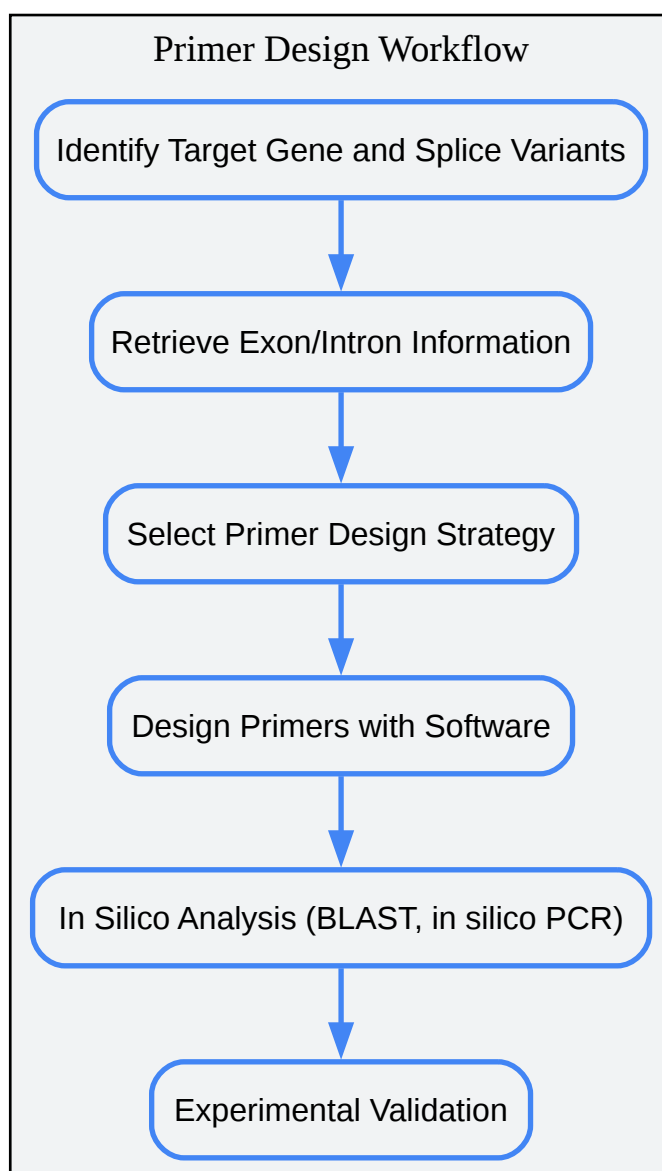 Primer Design Workflow
Identify Target Gene and Splice Variants
Retrieve Exon/Intron Information
Select Primer Design Strategy
Design Primers with Software
In Silico Analysis (BLAST, in silico PCR)
Experimental Validation